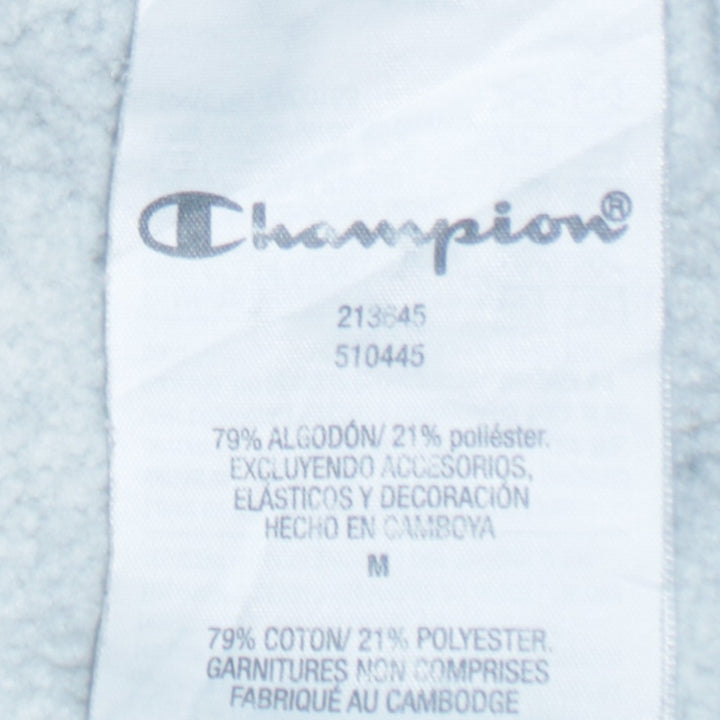 Champion®
213645
510445
79% ALGODÓN/ 21% poliéster.
EXCLUYENDO ACCESORIOS,
ELÁSTICOS Y DECORACIÓN
HECHO EN CAMBOYA
M
79% COTON/ 21% POLYESTER.
GARNITURES NON COMPRISES
FABRIQUÉ AU CAMBODGE